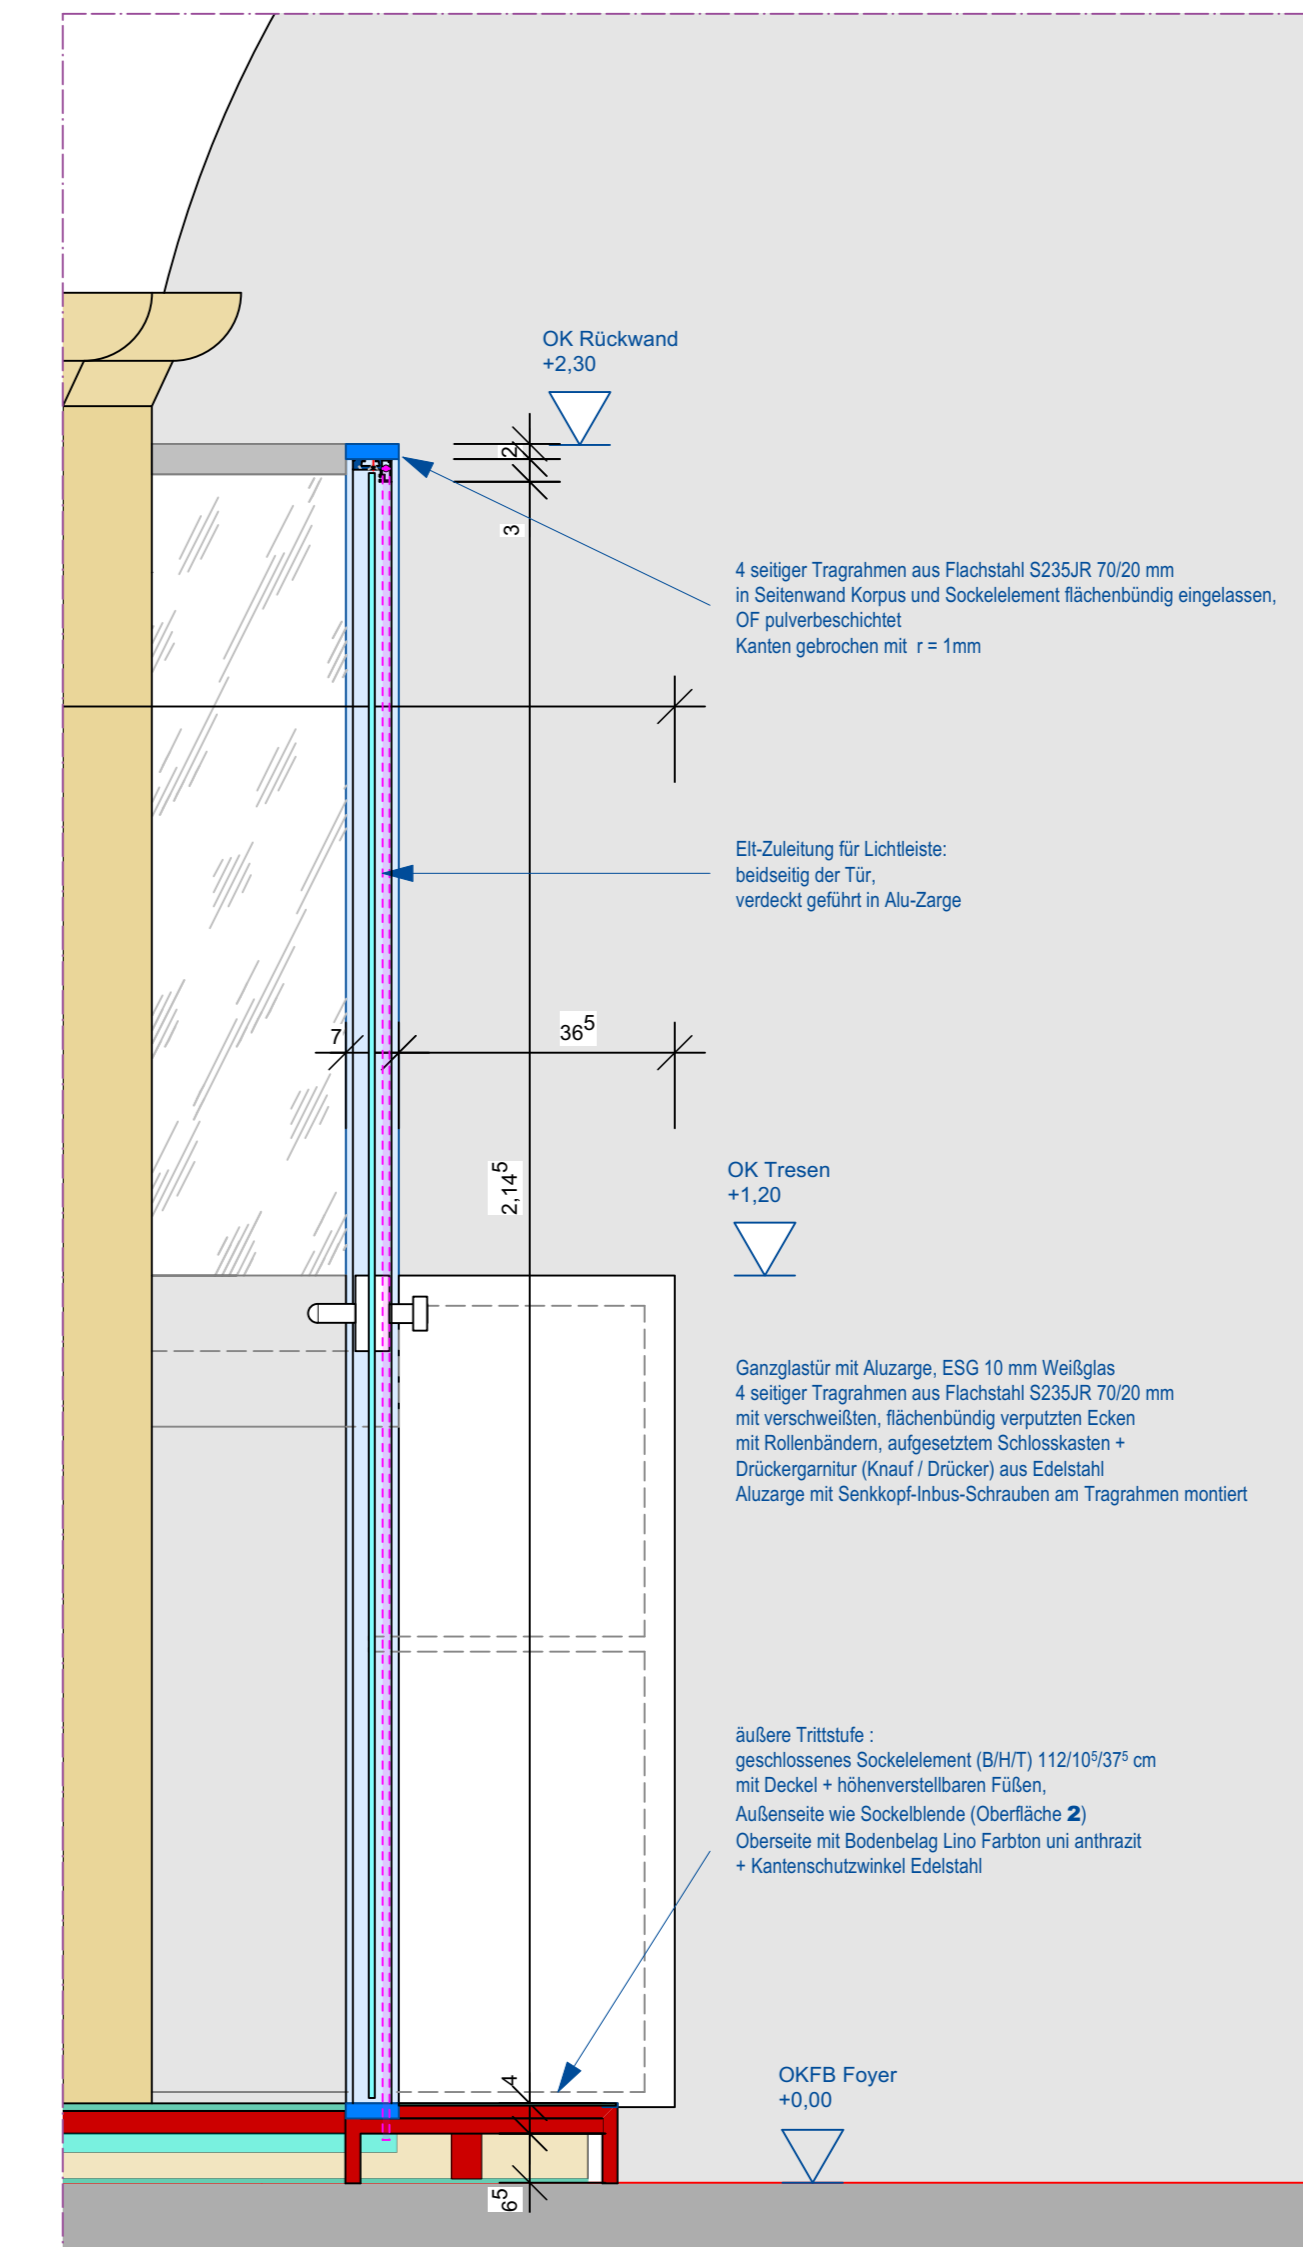 OK Rückwand
+2,30
2
3
4 seitiger Tragrahmen aus Flachstahl S235JR 70/20 mm
in Seitenwand Korpus und Sockelelement flächenbündig eingelassen,
OF pulverbeschichtet
Kanten gebrochen mit r = 1mm
Elt-Zuleitung für Lichtleiste:
beidseitig der Tür,
verdeckt geführt in Alu-Zarge
7
36⁵
2,14⁵
OK Tresen
+1,20
Ganzglastür mit Aluzarge, ESG 10 mm Weißglas
4 seitiger Tragrahmen aus Flachstahl S235JR 70/20 mm
mit verschweißten, flächenbündig verputzten Ecken
mit Rollenbändern, aufgesetztem Schlosskasten +
Drückergarnitur (Knauf / Drücker) aus Edelstahl
Aluzarge mit Senkkopf-Inbus-Schrauben am Tragrahmen montiert
äußere Trittstufe :
geschlossenes Sockelelement (B/H/T) 112/10⁵/37⁵ cm
mit Deckel + höhenverstellbaren Füßen,
Außenseite wie Sockelblende (Oberfläche 2)
Oberseite mit Bodenbelag Lino Farbton uni anthrazit
+ Kantenschutzwinkel Edelstahl
4
OKFB Foyer
+0,00
6⁵